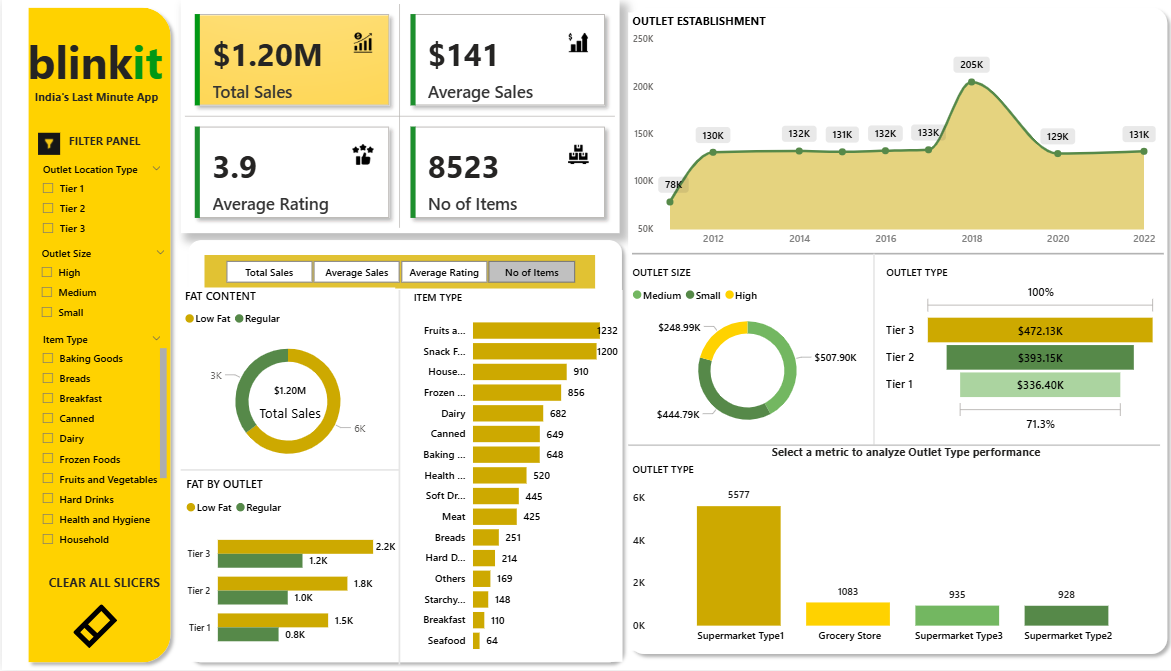 blinkit
India's Last Minute App
FILTER PANEL
Outlet Location Type
Tier 1
Tier 2
Tier 3
Outlet Size
High
Medium
Small
Item Type
Baking Goods
Breads
Breakfast
Canned
Dairy
Frozen Foods
Fruits and Vegetables
Hard Drinks
Health and Hygiene
Household
CLEAR ALL SLICERS
$1.20M
Total Sales
$141
Average Sales
3.9
Average Rating
8523
No of Items
Total Sales
Average Sales
Average Rating
No of Items
FAT CONTENT
Low Fat
Regular
3K
$1.20M
Total Sales
6K
FAT BY OUTLET
Low Fat
Regular
Tier 3
2.2K
1.2K
Tier 2
1.8K
1.0K
Tier 1
1.5K
0.8K
ITEM TYPE
Fruits a... 1232
Snack F... 1200
House... 910
Frozen ... 856
Dairy 682
Canned 649
Baking ... 648
Health ... 520
Soft Dr... 445
Meat 425
Breads 251
Hard D... 214
Others 169
Starchy... 148
Breakfast 110
Seafood 64
OUTLET ESTABLISHMENT
250K
200K
150K
100K
50K
78K
130K
132K
131K
132K
133K
205K
129K
131K
2012
2014
2016
2018
2020
2022
OUTLET SIZE
Medium
Small
High
$248.99K
$507.90K
$444.79K
OUTLET TYPE
100%
Tier 3 $472.13K
Tier 2 $393.15K
Tier 1 $336.40K
71.3%
Select a metric to analyze Outlet Type performance
OUTLET TYPE
6K
4K
2K
0K
5577
1083
935
928
Supermarket Type1
Grocery Store
Supermarket Type3
Supermarket Type2